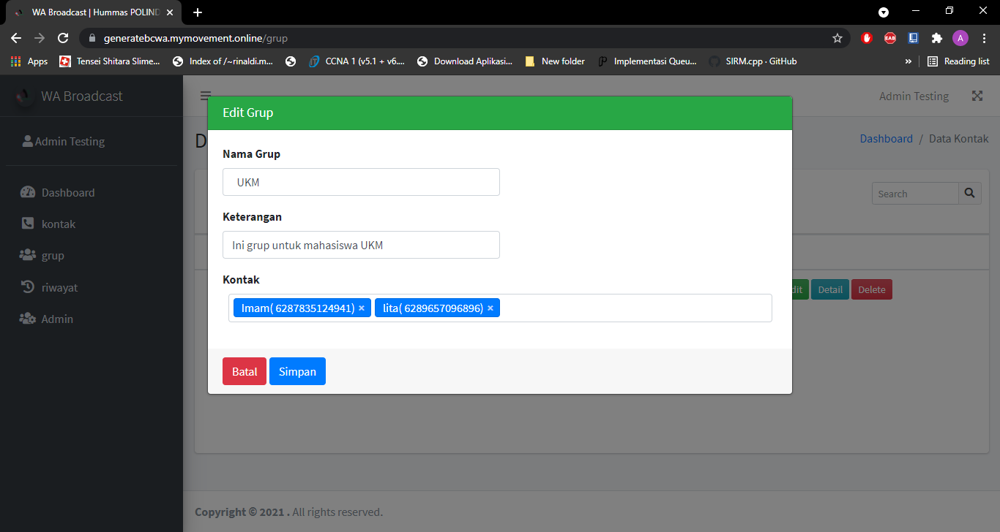 WA Broadcast | Hummas POLIND
generatebcwa.mymovement.online/grup
A
Apps
Tensei Shitara Slime...
Index of /~rinaldi.m...
CCNA 1 (v5.1 + v6....
Download Aplikasi...
New folder
Implementasi Queu...
SIRM.cpp · GitHub
»
Reading list
WA Broadcast
Admin Testing
Admin Testing
Dashboard
kontak
grup
riwayat
Admin
D
Dashboard / Data Kontak
Search
Edit Grup
Nama Grup
UKM
Keterangan
Ini grup untuk mahasiswa UKM
Kontak
Imam( 6287835124941) × lita( 6289657096896) ×
Batal Simpan
dit Detail Delete
Copyright © 2021 . All rights reserved.